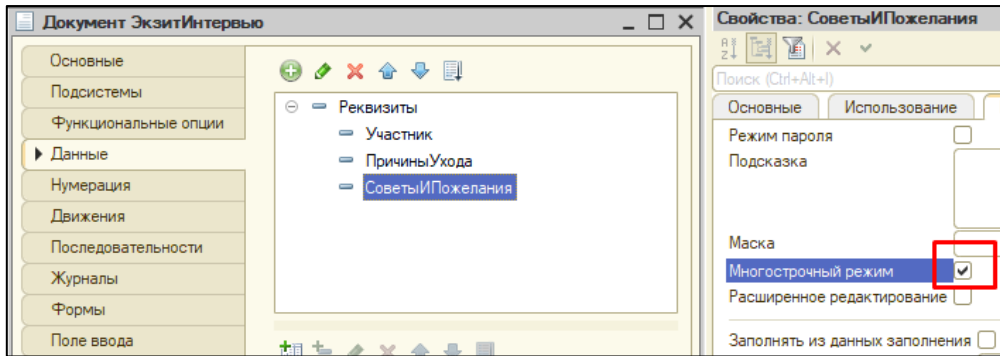 Документ ЭкзитИнтервью
Основные
Подсистемы
Функциональные опции
Данные
Нумерация
Движения
Последовательности
Журналы
Формы
Поле ввода
Реквизиты
Участник
ПричиныУхода
СоветыИПожелания
Свойства: СоветыИПожелания
Поиск (Ctrl+Alt+I)
Основные Использование
Режим пароля
Подсказка
Маска
Многострочный режим
Расширенное редактирование
Заполнять из данных заполнения